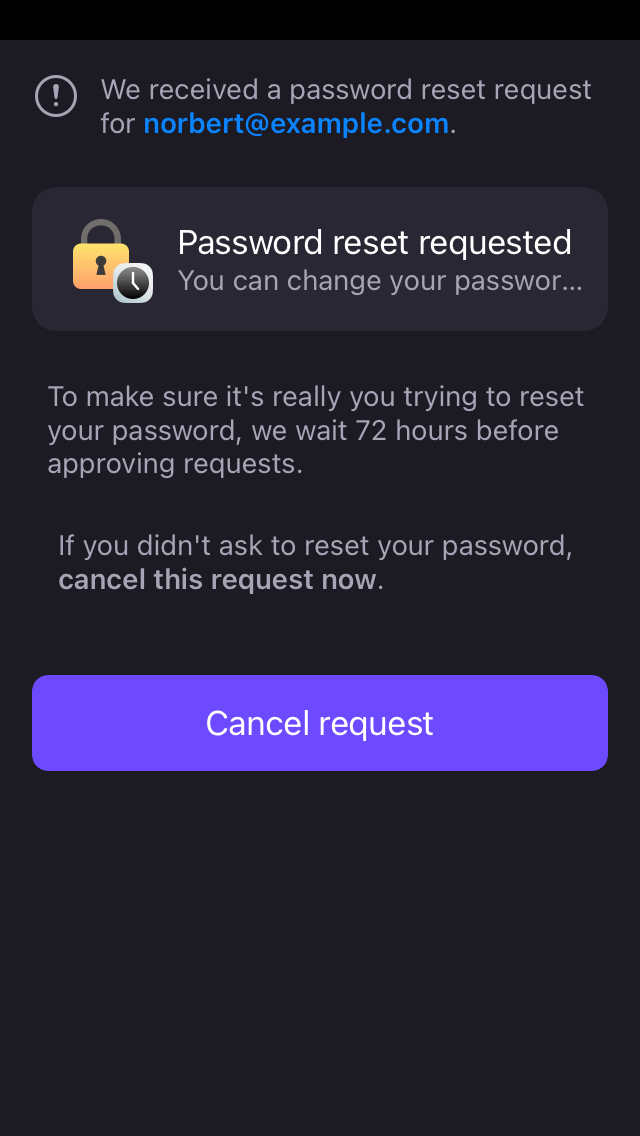 We received a password reset request
for norbert@example.com.
Password reset requested
You can change your passwor...
To make sure it's really you trying to reset
your password, we wait 72 hours before
approving requests.
If you didn't ask to reset your password,
cancel this request now.
Cancel request